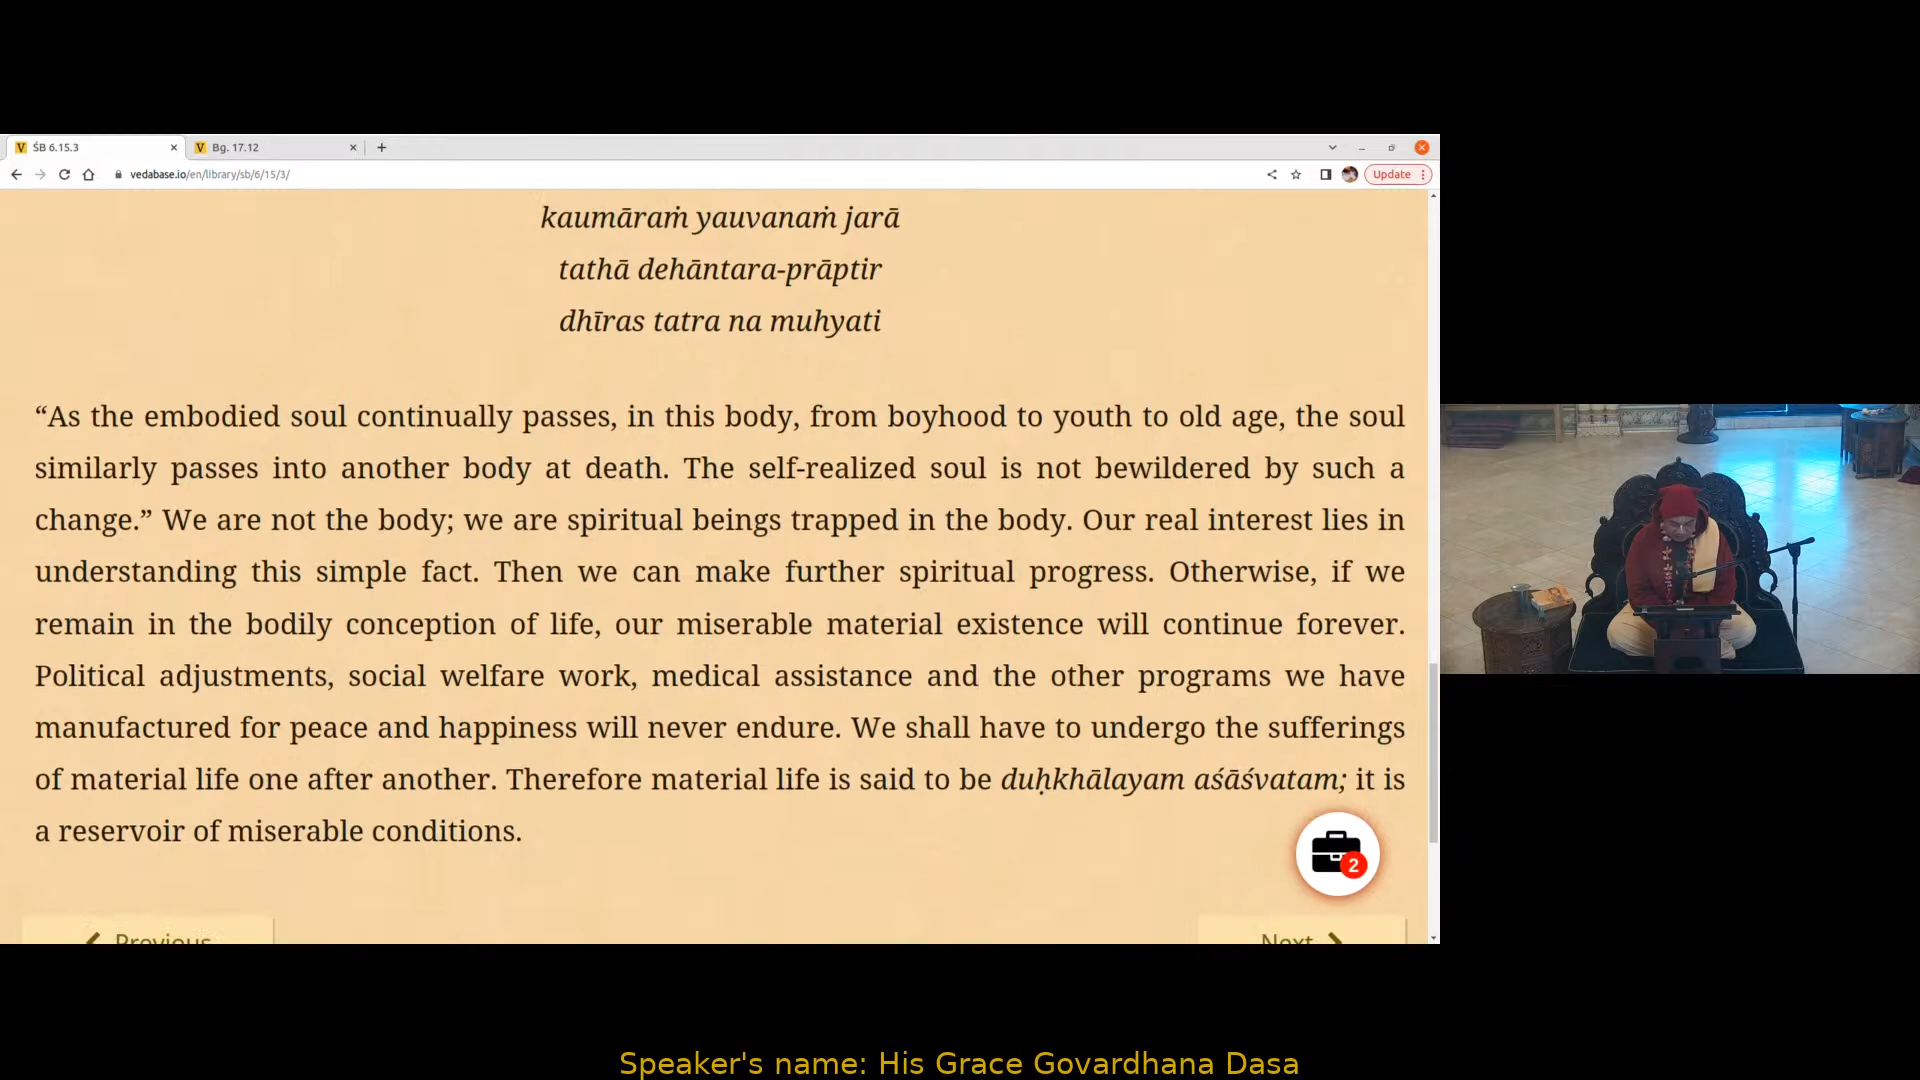 ŚB 6.15.3
Bg. 17.12
vedabase.io/en/library/sb/6/15/3/
Update
kaumāraṁ yauvanaṁ jarā
tathā dehāntara-prāptir
dhīras tatra na muhyati
“As the embodied soul continually passes, in this body, from boyhood to youth to old age, the soul
similarly passes into another body at death. The self-realized soul is not bewildered by such a
change.” We are not the body; we are spiritual beings trapped in the body. Our real interest lies in
understanding this simple fact. Then we can make further spiritual progress. Otherwise, if we
remain in the bodily conception of life, our miserable material existence will continue forever.
Political adjustments, social welfare work, medical assistance and the other programs we have
manufactured for peace and happiness will never endure. We shall have to undergo the sufferings
of material life one after another. Therefore material life is said to be duḥkhālayam aśāśvatam; it is
a reservoir of miserable conditions.
2
Previous
Next
Speaker's name: His Grace Govardhana Dasa